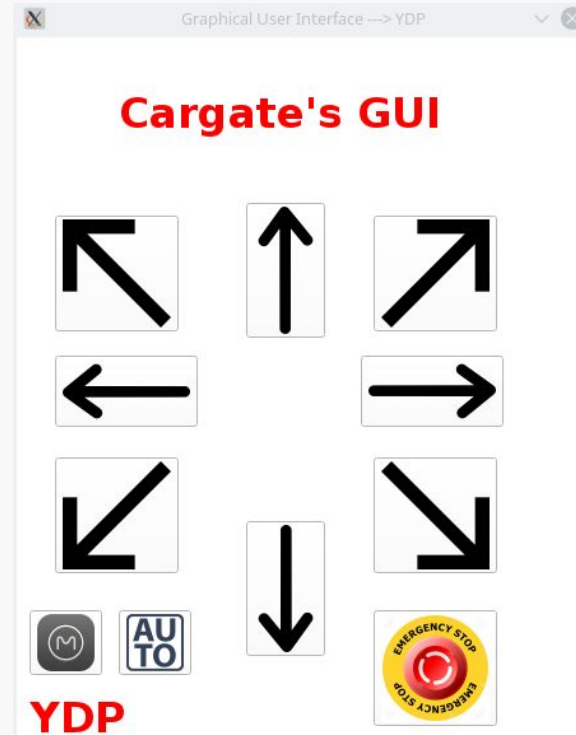 Graphical User Interface ---> YDP
Cargate's GUI
M
AU
TO
EMERGENCY STOP
EMERGENCY STOP
YDP